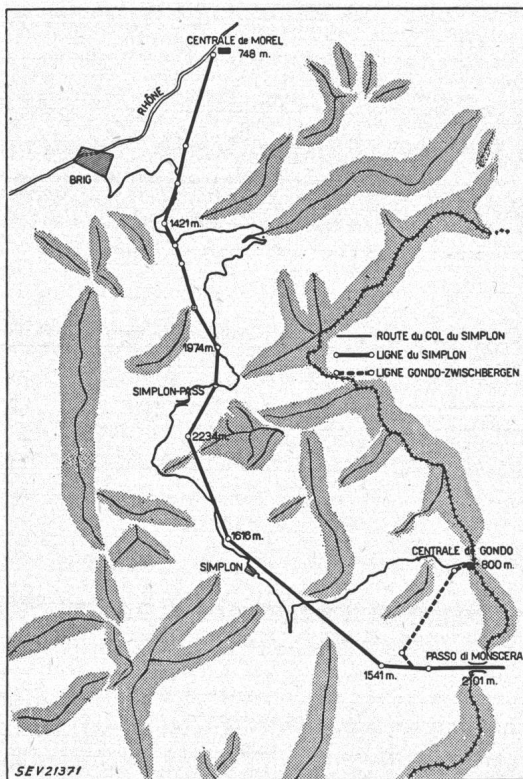 CENTRALE de MOREL
748 m.
RHÔNE
BRIG
1421 m.
ROUTE du COL du SIMPLON
1974 m.
LIGNE du SIMPLON
LIGNE GONDO-ZWISCHBERGEN
SIMPLON-PASS
2234 m.
1616 m.
CENTRALE de GONDO
800 m.
SIMPLON
PASSO di MONSCERA
1541 m.
2101 m.
SEV21371